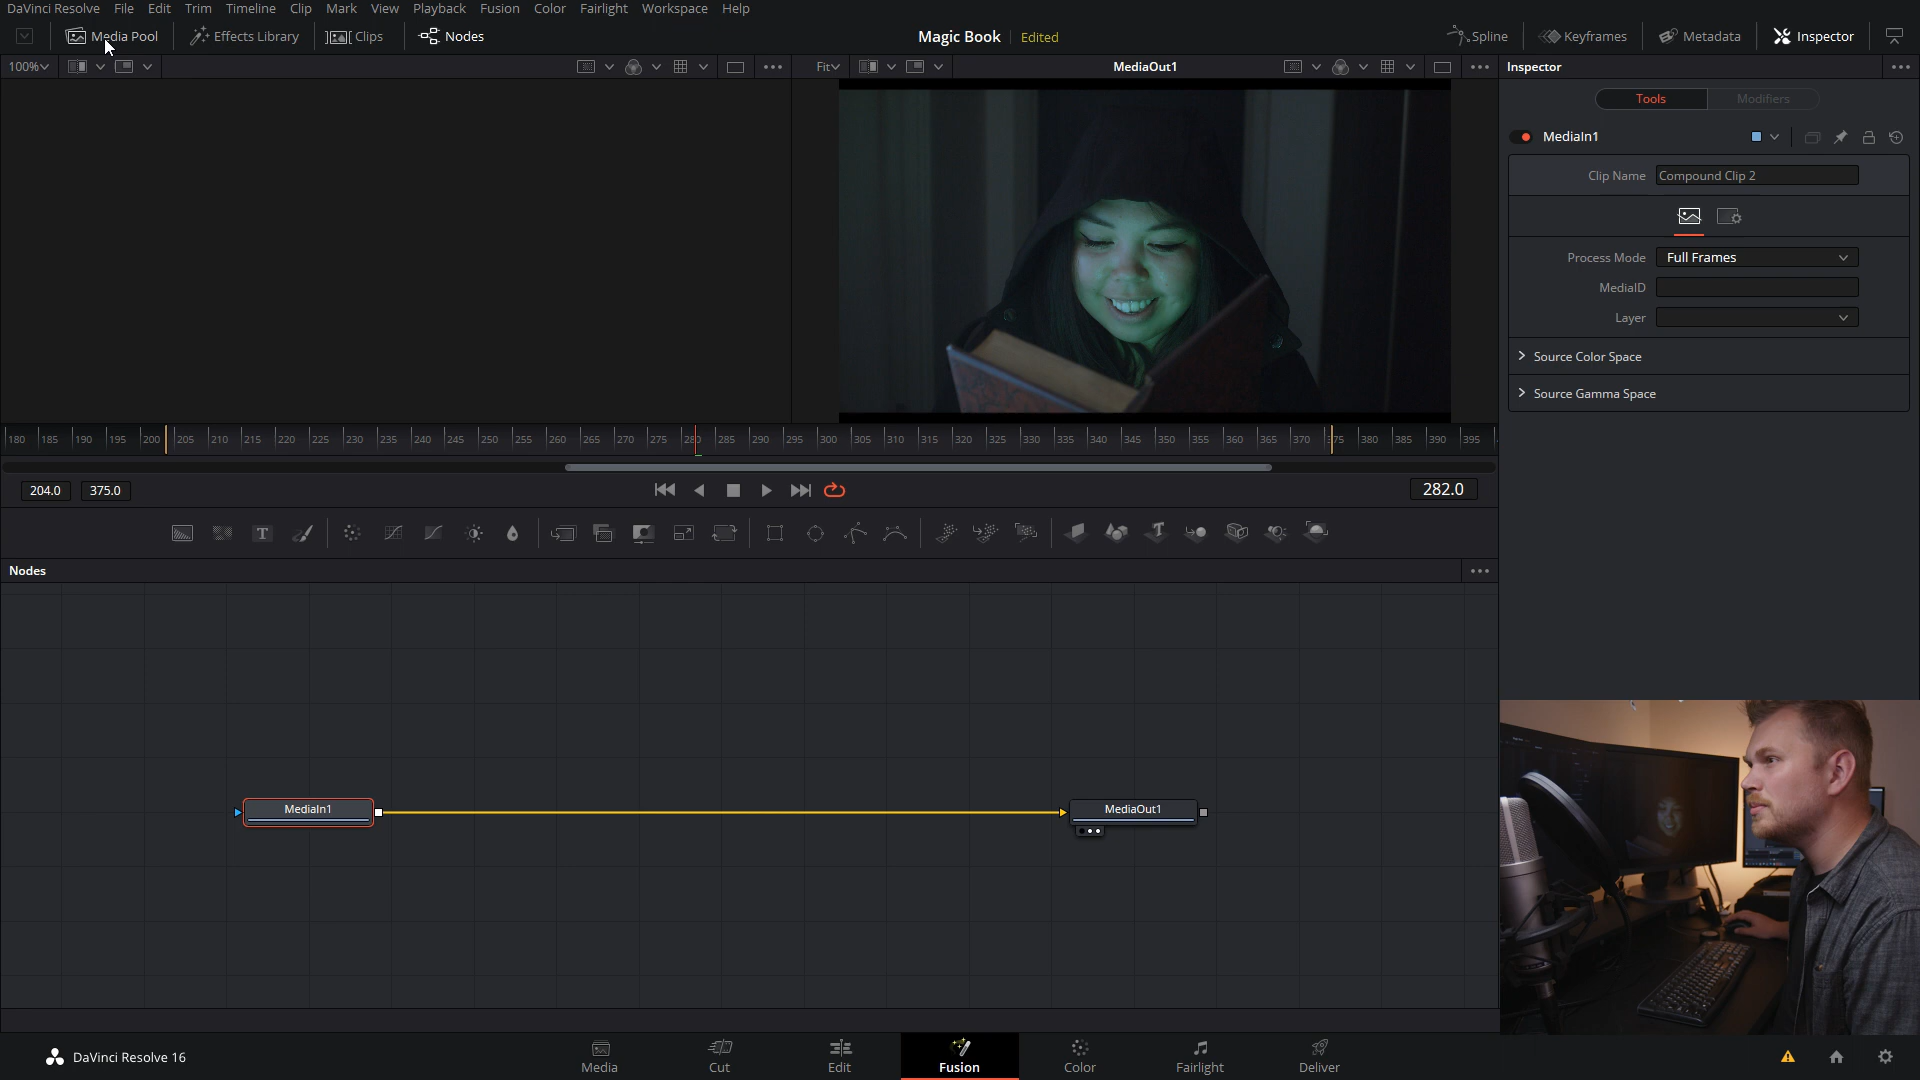 DaVinci Resolve File Edit Trim Timeline Clip Mark View Playback Fusion Color Fairlight Workspace Help
Media Pool Effects Library Clips Nodes Magic Book Edited Spline Keyframes Metadata Inspector
100% Fit MediaOut1 Inspector
Tools Modifiers
MediaIn1
Clip Name Compound Clip 2
Process Mode Full Frames
MediaID
Layer
Source Color Space
Source Gamma Space
180 185 190 195 200 205 210 215 220 225 230 235 240 245 250 255 260 265 270 275 280 285 290 295 300 305 310 315 320 325 330 335 340 345 350 355 360 365 370 375 380 385 390 395
204.0 375.0 282.0
Nodes
MediaIn1 MediaOut1
DaVinci Resolve 16 Media Cut Edit Fusion Color Fairlight Deliver